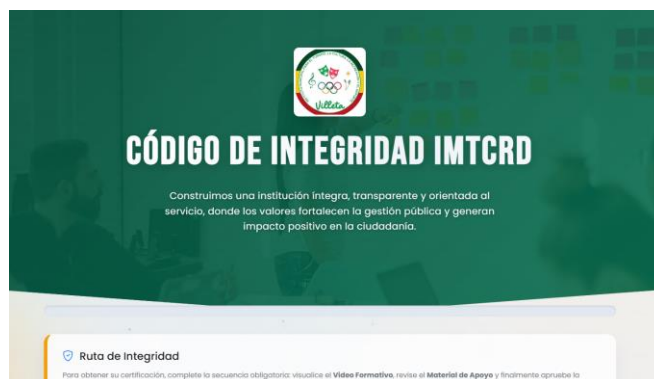 Villeta
CÓDIGO DE INTEGRIDAD IMTCRD
Construimos una institución íntegra, transparente y orientada al
servicio, donde los valores fortalecen la gestión pública y generan
impacto positivo en la ciudadanía.
Ruta de Integridad
Para obtener su certificación, complete la secuencia obligatoria: visualice el Video Formativo, revise el Material de Apoyo y finalmente apruebe la